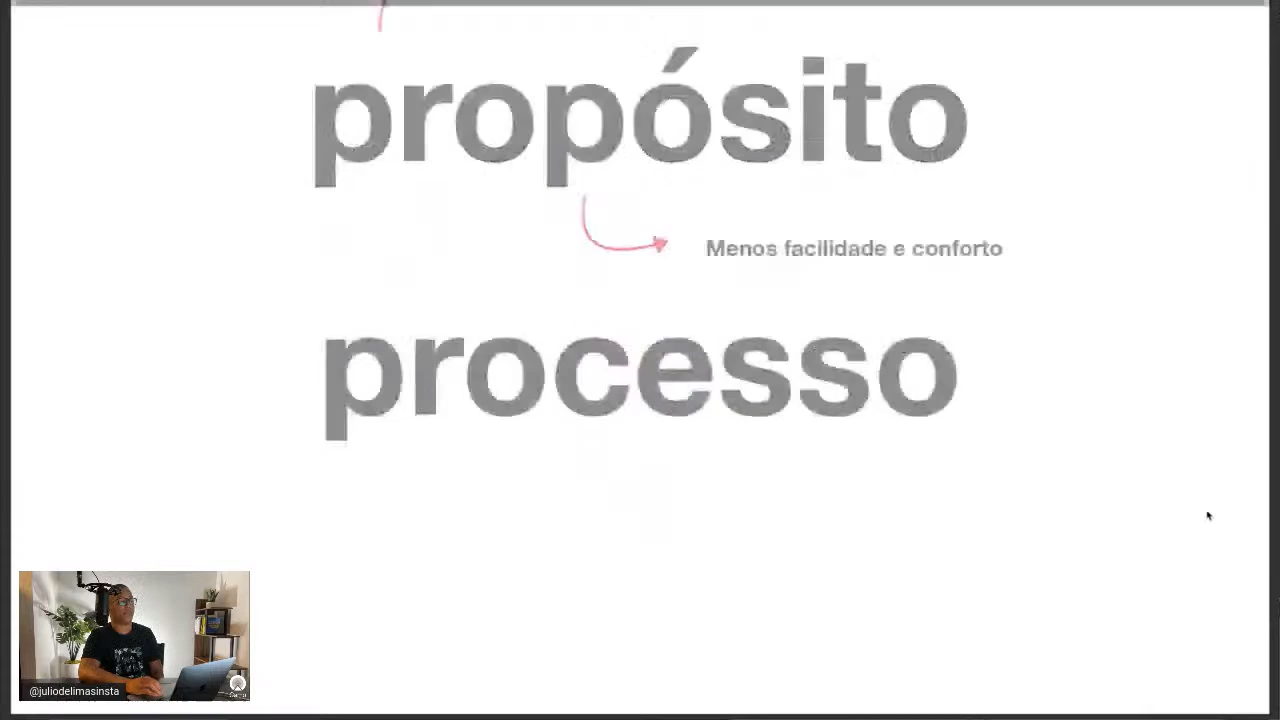 propósito
Menos facilidade e conforto
processo
@juliodelimasinsta